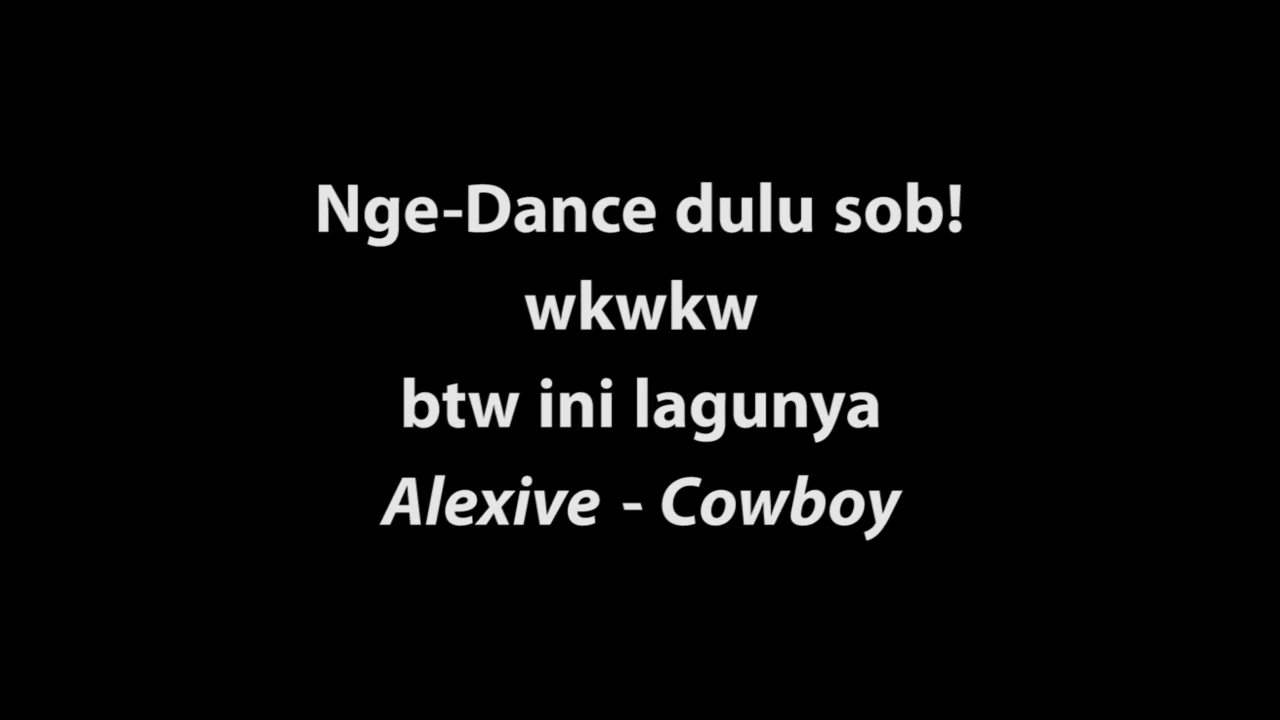 Nge-Dance dulu sob!
wkwkw
btw ini lagunya
Alexive - Cowboy